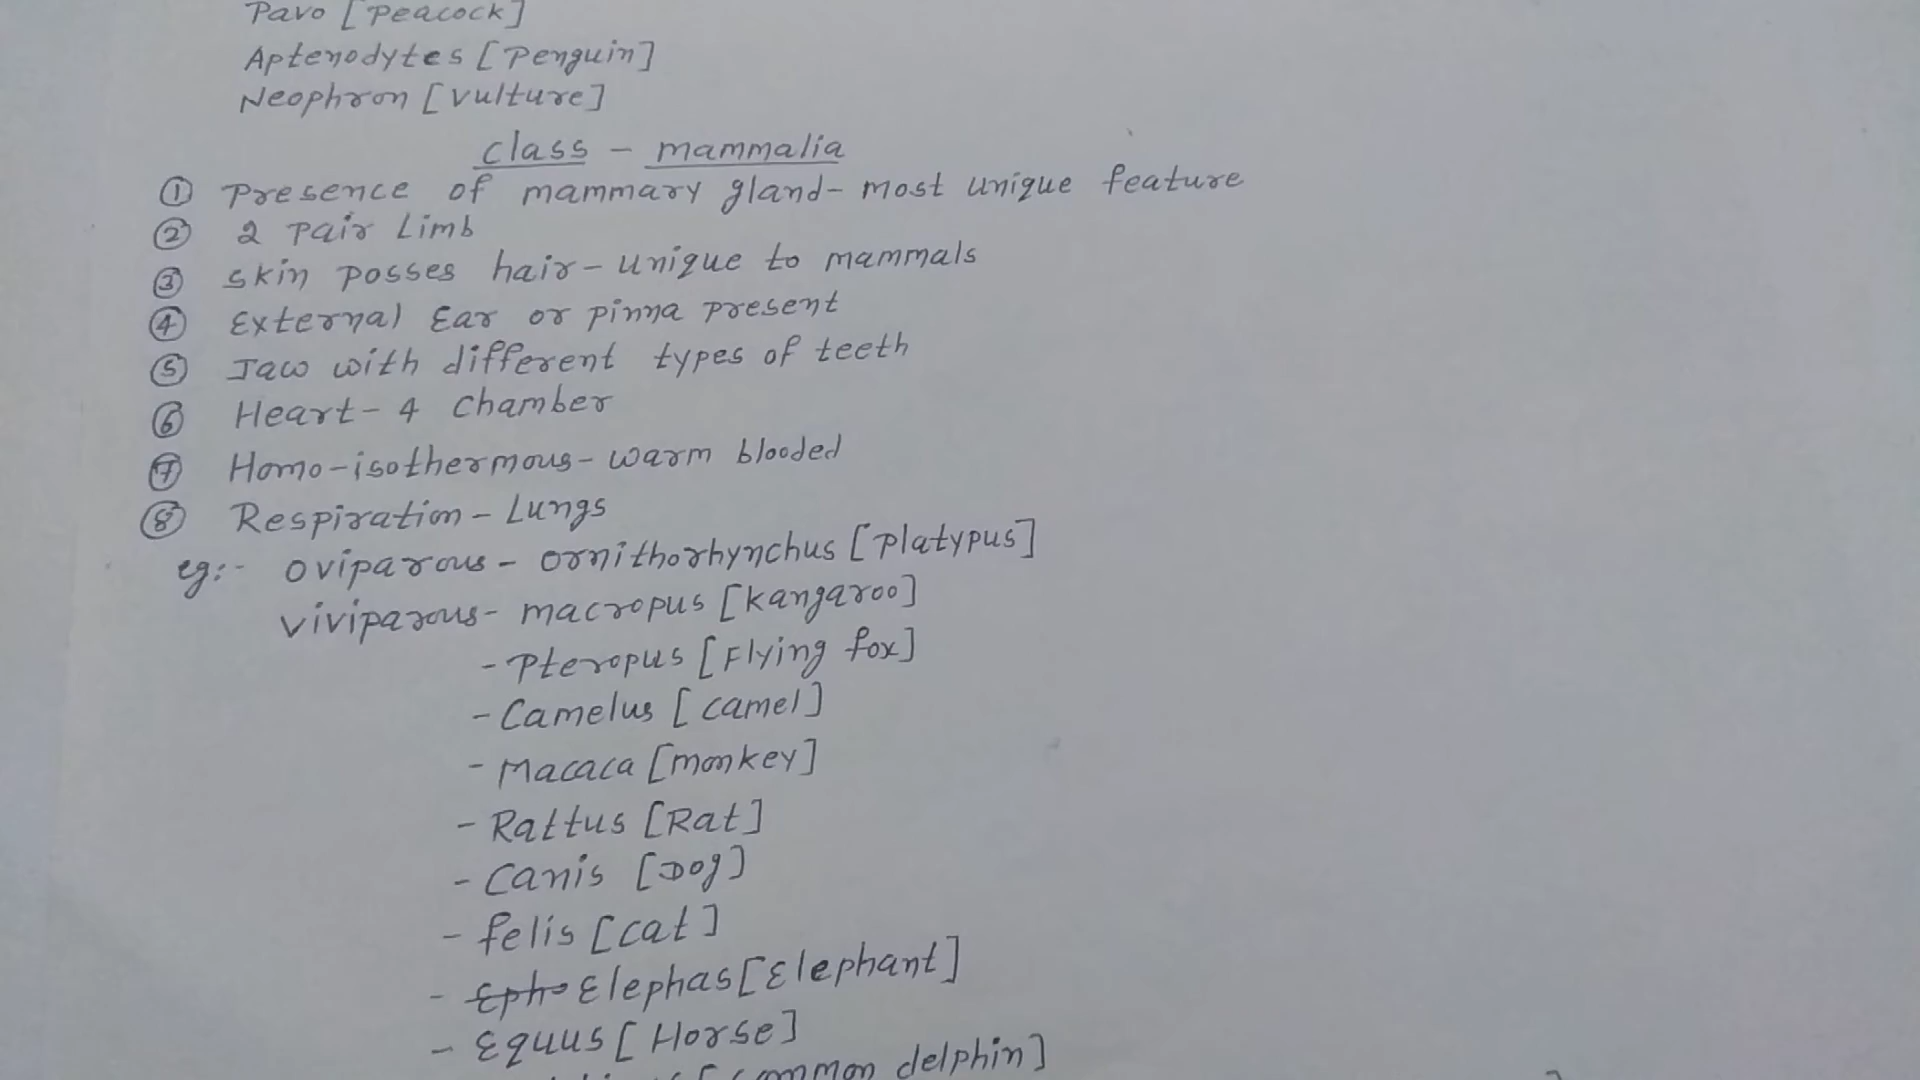 Pavo [Peacock]
Aptenodytes [Penguin]
Neophron [Vulture]
class - mammalia
① Presence of mammary gland- most unique feature
② 2 pair Limb
③ skin posses hair - unique to mammals
④ External Ear or pinna present
⑤ Jaw with different types of teeth
⑥ Heart - 4 chamber
⑦ Homo-isothermous - warm blooded
⑧ Respiration - Lungs
eg:- oviparous - ornithorhynchus [Platypus]
viviparous - macropus [kangaroo]
- Pteropus [Flying fox]
- Camelus [camel]
- Macaca [monkey]
- Rattus [Rat]
- Canis [Dog]
- felis [cat]
- Elephas [Elephant]
- Equus [Horse]
[common delphin]